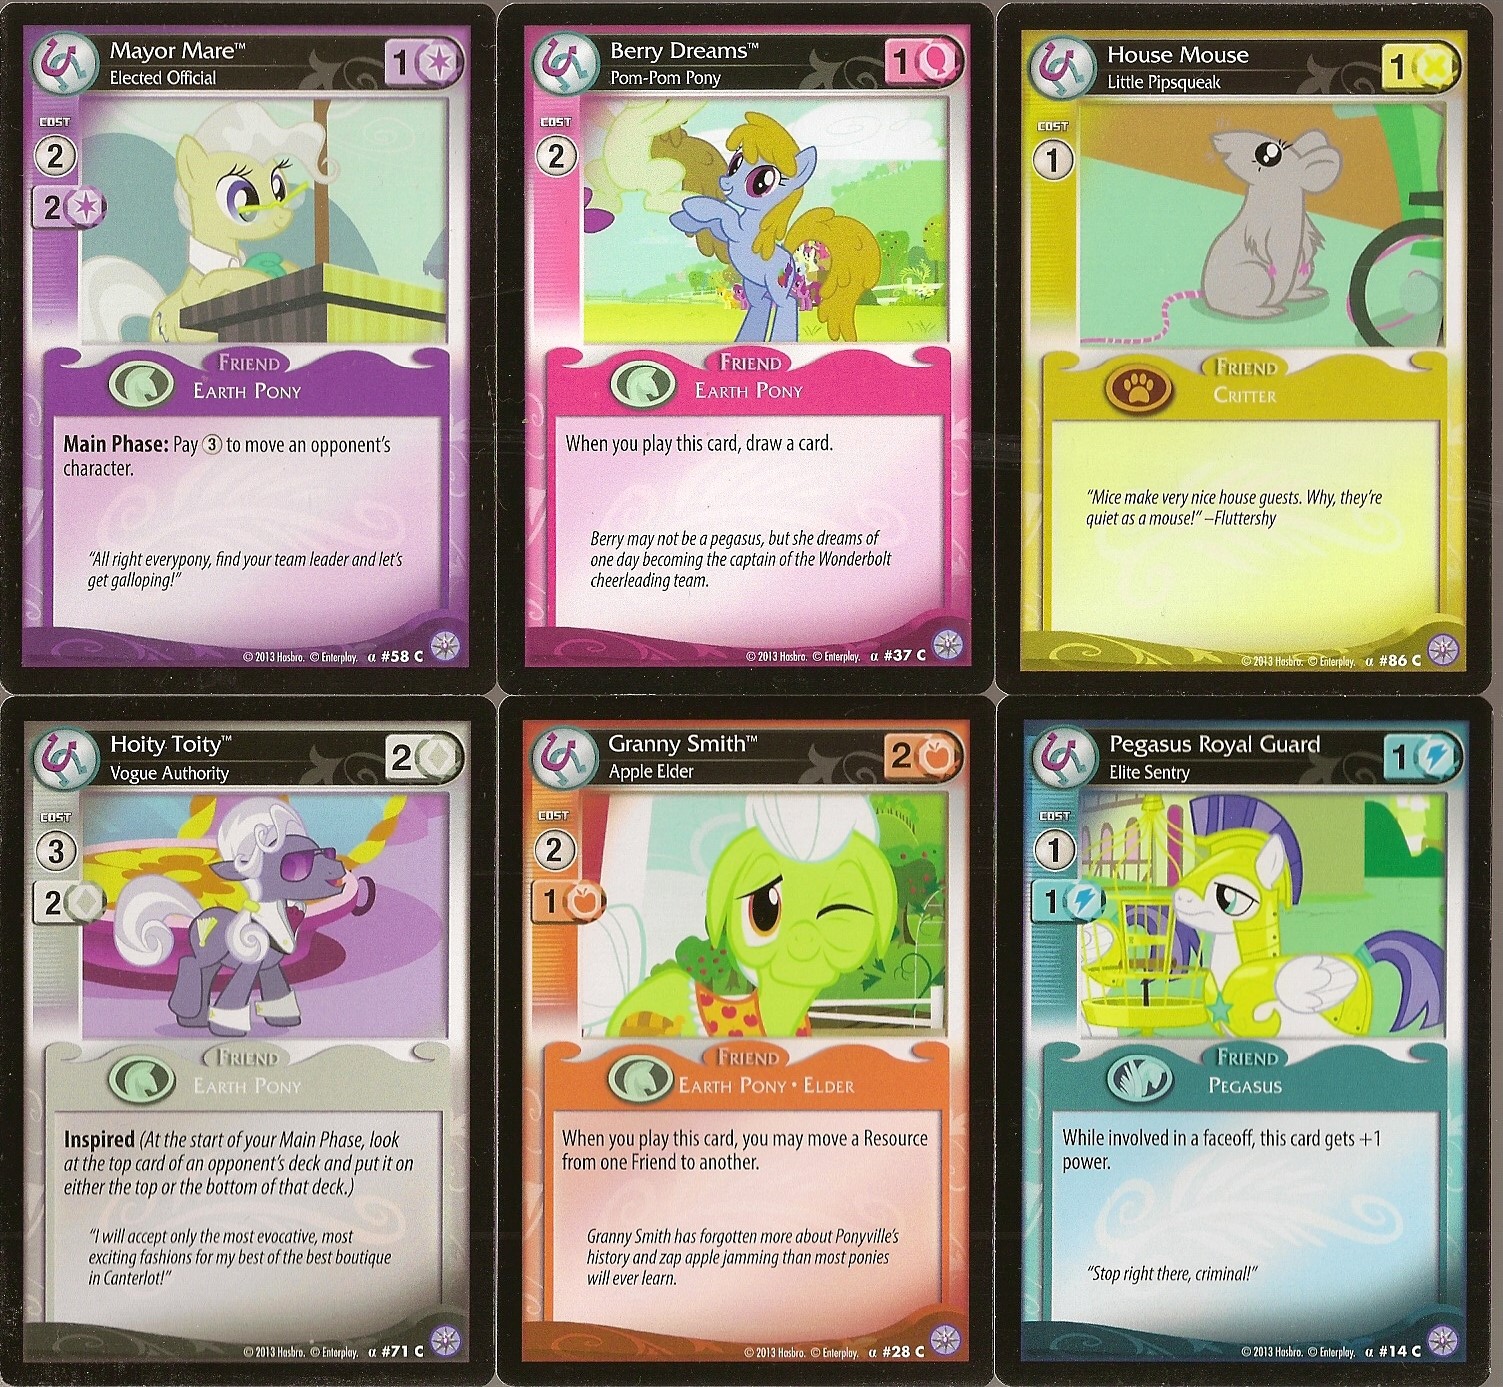 Mayor Mare™
Elected Official
1
COST
2
2
FRIEND
EARTH PONY
Main Phase: Pay 3 to move an opponent's
character.
"All right everypony, find your team leader and let's
get galloping!"
© 2013 Hasbro. © Enterplay. α #58 C
Berry Dreams™
Pom-Pom Pony
1
COST
2
FRIEND
EARTH PONY
When you play this card, draw a card.
Berry may not be a pegasus, but she dreams of
one day becoming the captain of the Wonderbolt
cheerleading team.
© 2013 Hasbro. © Enterplay. α #37 C
House Mouse
Little Pipsqueak
1
COST
1
FRIEND
CRITTER
"Mice make very nice house guests. Why, they're
quiet as a mouse!" –Fluttershy
© 2013 Hasbro. © Enterplay. α #86 C
Hoity Toity™
Vogue Authority
2
COST
3
2
FRIEND
EARTH PONY
Inspired (At the start of your Main Phase, look
at the top card of an opponent's deck and put it on
either the top or the bottom of that deck.)
"I will accept only the most evocative, most
exciting fashions for my best of the best boutique
in Canterlot!"
© 2013 Hasbro. © Enterplay. α #71 C
Granny Smith™
Apple Elder
2
COST
2
1
FRIEND
EARTH PONY • ELDER
When you play this card, you may move a Resource
from one Friend to another.
Granny Smith has forgotten more about Ponyville's
history and zap apple jamming than most ponies
will ever learn.
© 2013 Hasbro. © Enterplay. α #28 C
Pegasus Royal Guard
Elite Sentry
1
COST
1
1
FRIEND
PEGASUS
While involved in a faceoff, this card gets +1
power.
"Stop right there, criminal!"
© 2013 Hasbro. © Enterplay. α #14 C